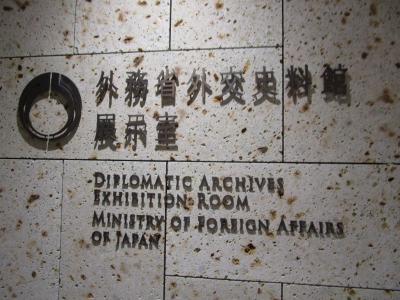 外務省外交史料館
展示室
DIPLOMATIC ARCHIVES
EXHIBITION ROOM
MINISTRY OF FOREIGN AFFAIRS
OF JAPAN